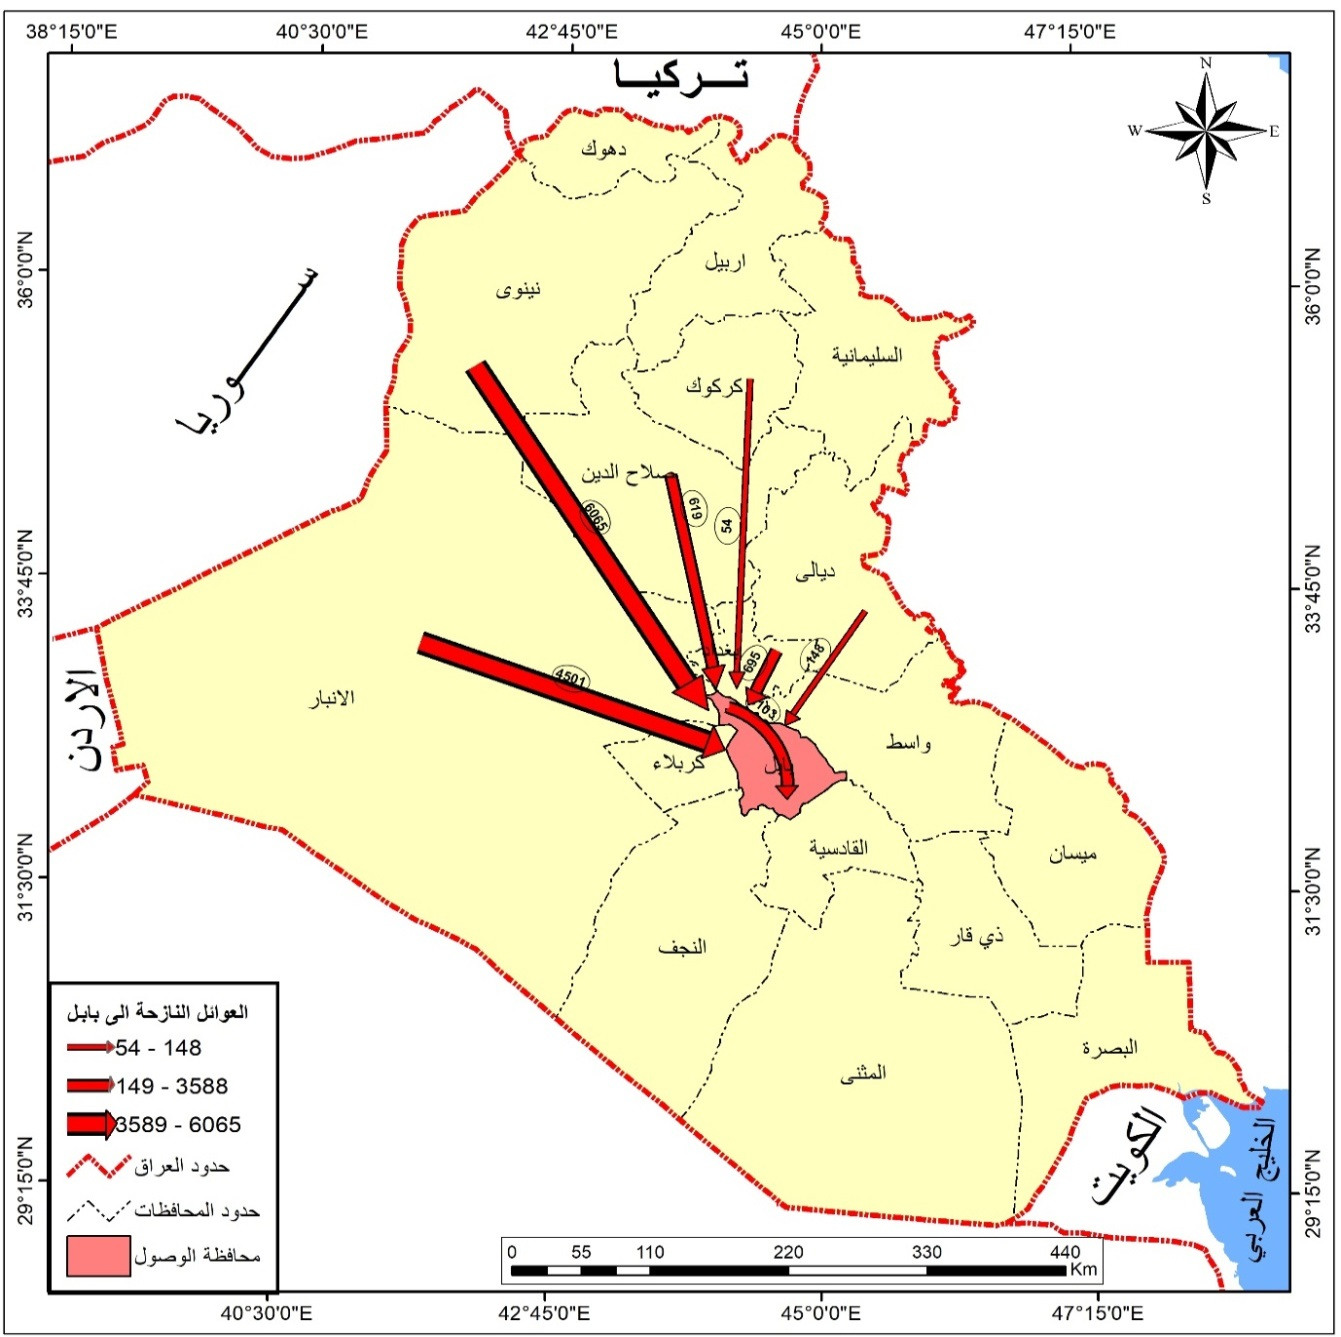 38°15'0"E 40°30'0"E 42°45'0"E 45°0'0"E 47°15'0"E
تـــركيـــا
N
W E
S
دهوك
36°0'0"N
36°0'0"N
اربيل
نينوى
ســـــوريا
السليمانية
كركوك
صلاح الدين
6065
619
54
33°45'0"N
33°45'0"N
ديالى
بغداد
695
148
4501
103
الاردن
الانبار
واسط
كربلاء
بابل
القادسية
ميسان
31°30'0"N
31°30'0"N
ذي قار
النجف
البصرة
المثنى
الكويت
الخليج العربي
29°15'0"N
29°15'0"N
العوائل النازحة الى بابل
54 - 148
149 - 3588
3589 - 6065
حدود العراق
حدود المحافظات
محافظة الوصول
0 55 110 220 330 440
Km
40°30'0"E 42°45'0"E 45°0'0"E 47°15'0"E